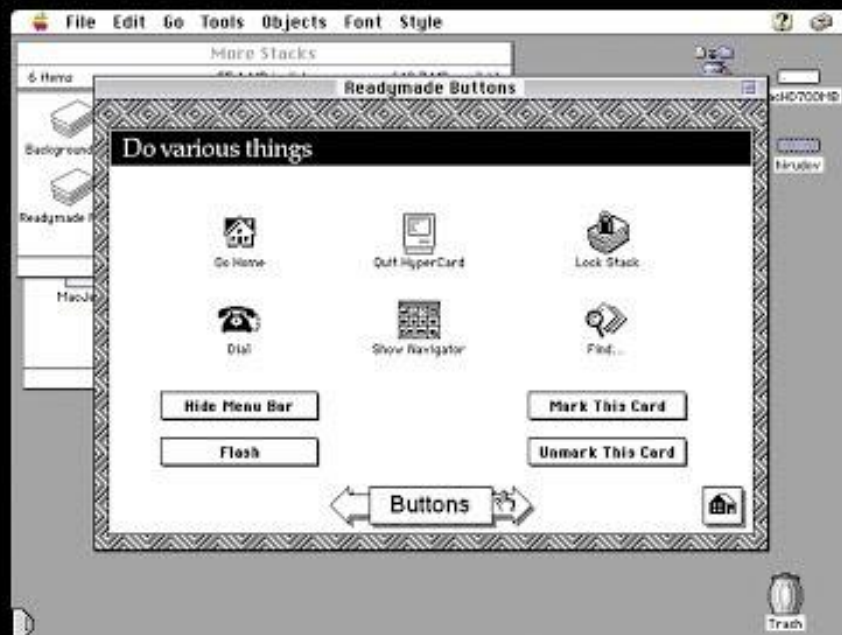 File Edit Go Tools Objects Font Style
More Stacks
6 items
Readymade Buttons
Background
Readymade
Do various things
Go Home
Quit HyperCard
Lock Stack
Dial
Show Navigator
Find...
Hide Menu Bar
Mark This Card
Flash
Unmark This Card
Buttons
hirudov
Trash